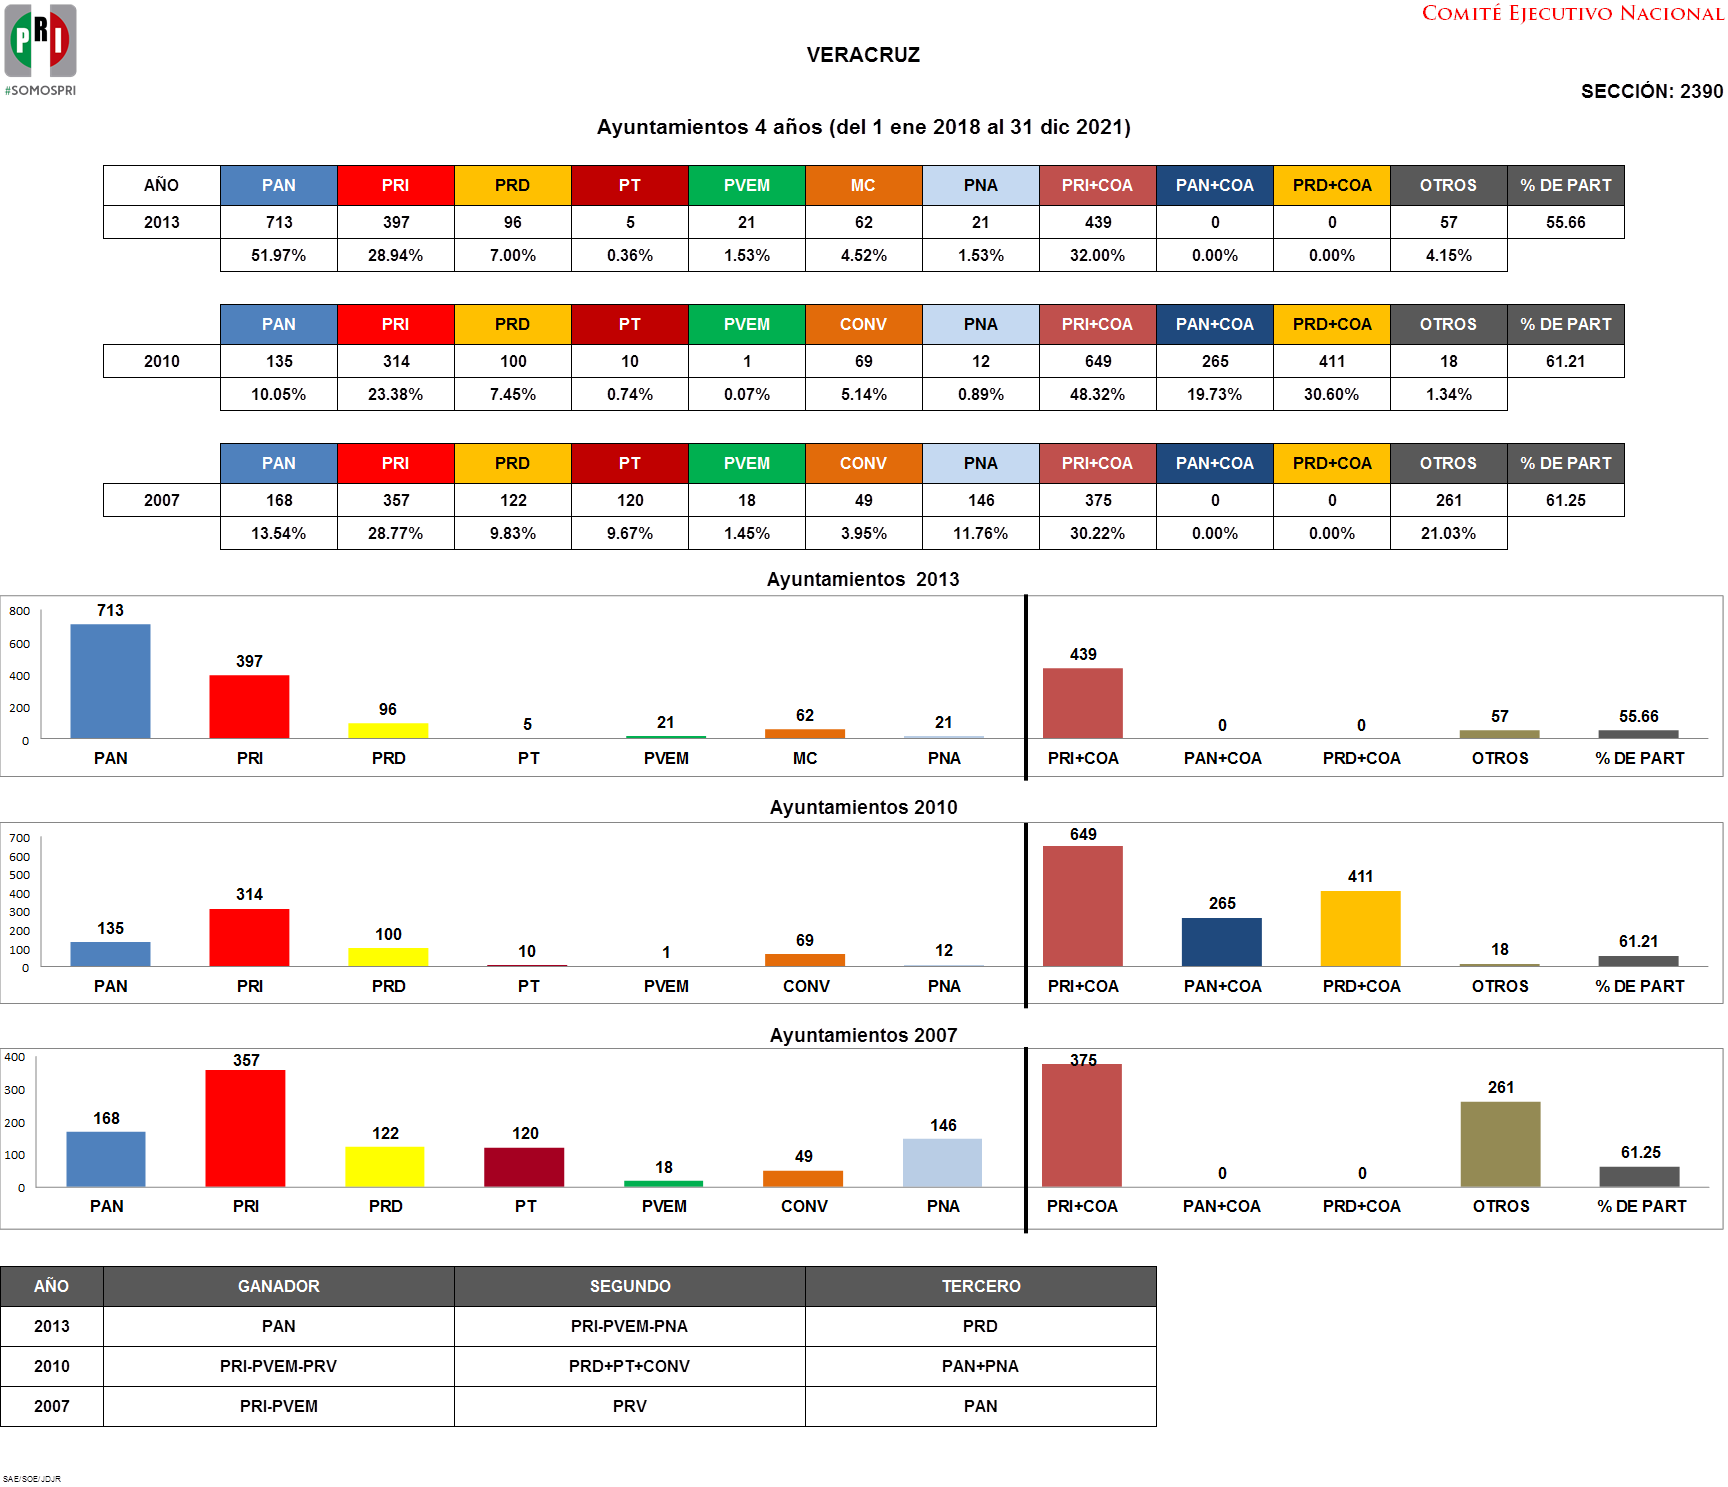 PRI
#SOMOSPRI
COMITÉ EJECUTIVO NACIONAL
VERACRUZ
SECCIÓN: 2390
Ayuntamientos 4 años (del 1 ene 2018 al 31 dic 2021)
AÑO PAN PRI PRD PT PVEM MC PNA PRI+COA PAN+COA PRD+COA OTROS % DE PART
2013 713 397 96 5 21 62 21 439 0 0 57 55.66
51.97% 28.94% 7.00% 0.36% 1.53% 4.52% 1.53% 32.00% 0.00% 0.00% 4.15%
PAN PRI PRD PT PVEM CONV PNA PRI+COA PAN+COA PRD+COA OTROS % DE PART
2010 135 314 100 10 1 69 12 649 265 411 18 61.21
10.05% 23.38% 7.45% 0.74% 0.07% 5.14% 0.89% 48.32% 19.73% 30.60% 1.34%
PAN PRI PRD PT PVEM CONV PNA PRI+COA PAN+COA PRD+COA OTROS % DE PART
2007 168 357 122 120 18 49 146 375 0 0 261 61.25
13.54% 28.77% 9.83% 9.67% 1.45% 3.95% 11.76% 30.22% 0.00% 0.00% 21.03%
Ayuntamientos 2013
800
600
400
200
0
713 397 96 5 21 62 21 439 0 0 57 55.66
PAN PRI PRD PT PVEM MC PNA PRI+COA PAN+COA PRD+COA OTROS % DE PART
Ayuntamientos 2010
700
600
500
400
300
200
100
0
135 314 100 10 1 69 12 649 265 411 18 61.21
PAN PRI PRD PT PVEM CONV PNA PRI+COA PAN+COA PRD+COA OTROS % DE PART
Ayuntamientos 2007
400
300
200
100
0
168 357 122 120 18 49 146 375 0 0 261 61.25
PAN PRI PRD PT PVEM CONV PNA PRI+COA PAN+COA PRD+COA OTROS % DE PART
AÑO GANADOR SEGUNDO TERCERO
2013 PAN PRI-PVEM-PNA PRD
2010 PRI-PVEM-PRV PRD+PT+CONV PAN+PNA
2007 PRI-PVEM PRV PAN
SAE/SOE/JDJR